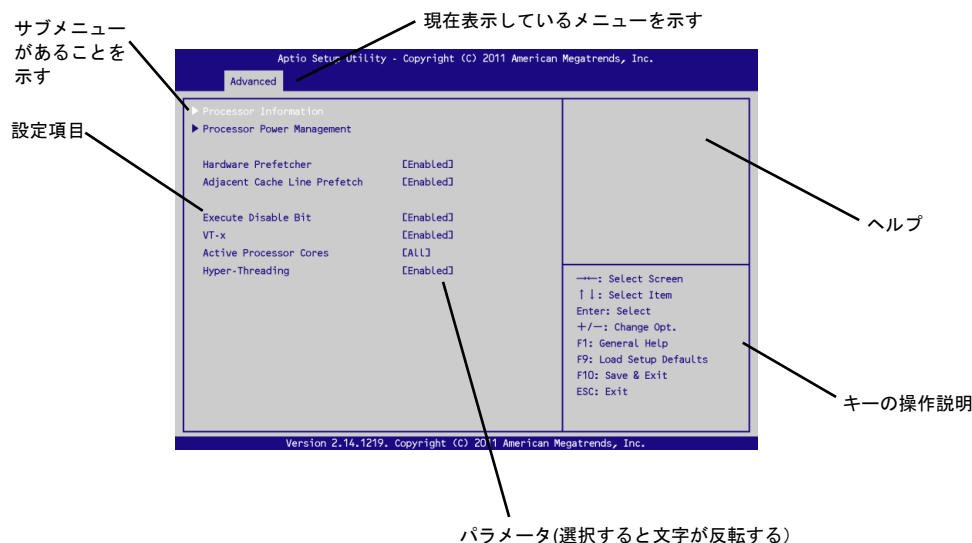 現在表示しているメニューを示す
サブメニュー
があることを
示す
Aptio Setup Utility - Copyright (C) 2011 American Megatrends, Inc.
Advanced
設定項目
▶ Processor Information
▶ Processor Power Management
Hardware Prefetcher [Enabled]
Adjacent Cache Line Prefetch [Enabled]
Execute Disable Bit [Enabled]
VT-x [Enabled]
Active Processor Cores [All]
Hyper-Threading [Enabled]
ヘルプ
→←: Select Screen
↑↓: Select Item
Enter: Select
+/−: Change Opt.
F1: General Help
F9: Load Setup Defaults
F10: Save & Exit
ESC: Exit
キーの操作説明
Version 2.14.1219. Copyright (C) 2011 American Megatrends, Inc.
パラメータ(選択すると文字が反転する）